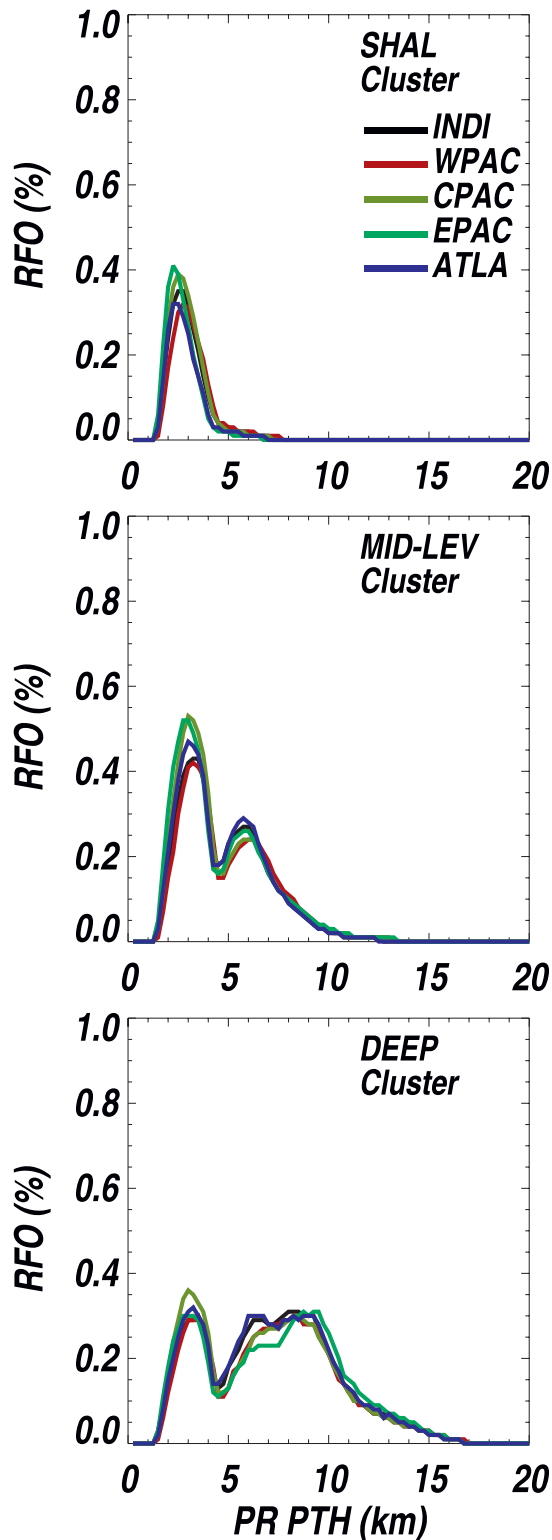 SHAL
Cluster
INDI
WPAC
CPAC
EPAC
ATLA
RFO (%)
1.0
0.8
0.6
0.4
0.2
0.0
0 5 10 15 20
MID-LEV
Cluster
RFO (%)
1.0
0.8
0.6
0.4
0.2
0.0
0 5 10 15 20
DEEP
Cluster
RFO (%)
1.0
0.8
0.6
0.4
0.2
0.0
0 5 10 15 20
PR PTH (km)